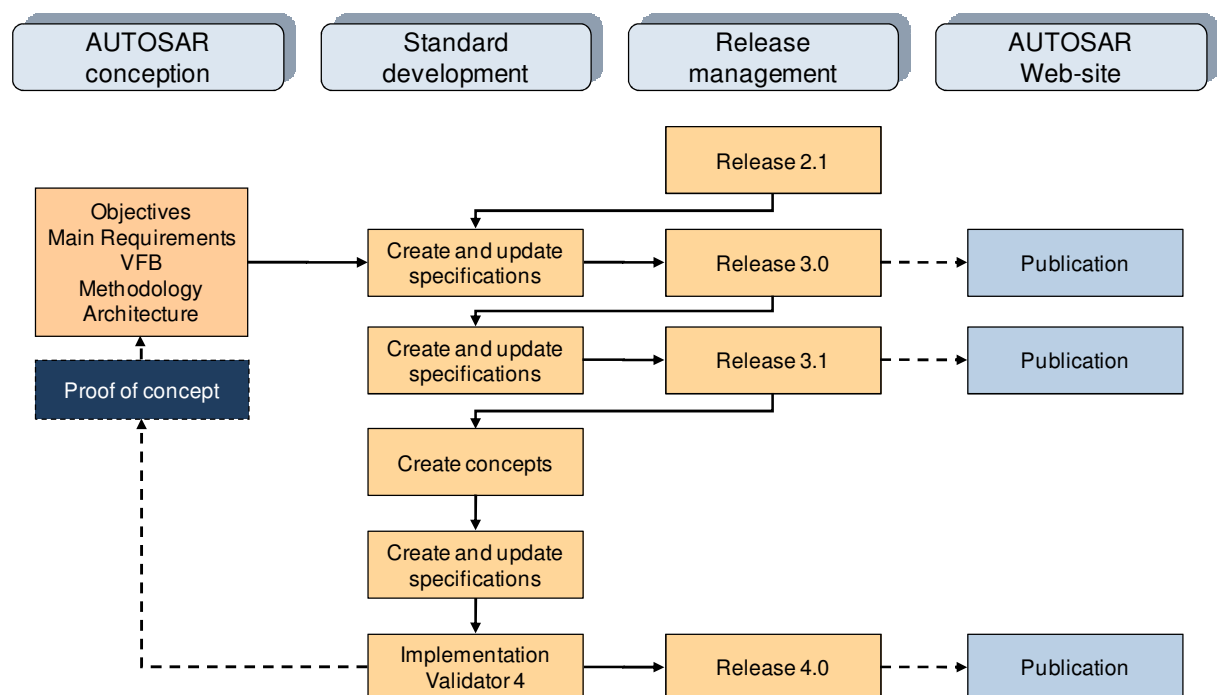 AUTOSAR
conception
Standard
development
Release
management
AUTOSAR
Web-site
Release 2.1
Objectives
Main Requirements
VFB
Methodology
Architecture
Create and update
specifications
Release 3.0
Publication
Create and update
specifications
Release 3.1
Publication
Proof of concept
Create concepts
Create and update
specifications
Implementation
Validator 4
Release 4.0
Publication